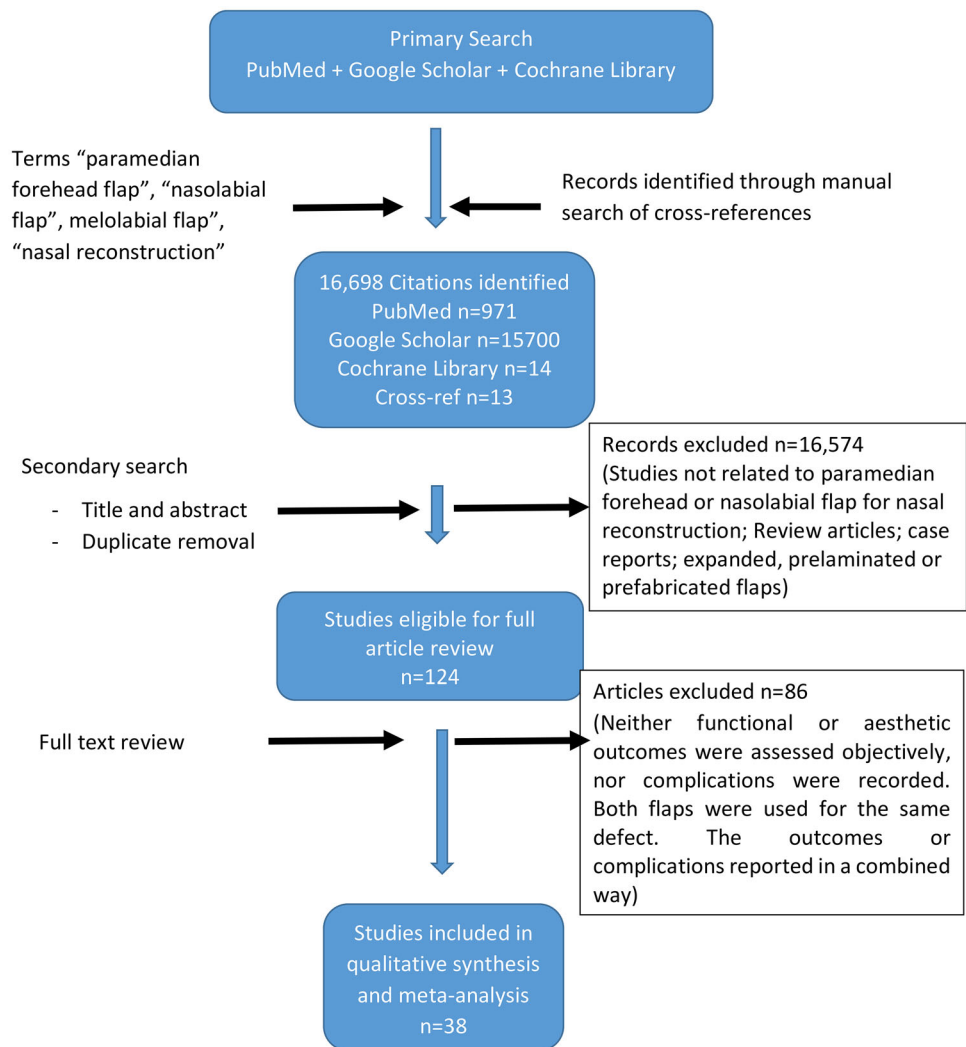 Primary Search
PubMed + Google Scholar + Cochrane Library
Terms “paramedian
forehead flap”, “nasolabial
flap”, melolabial flap”,
“nasal reconstruction”
Records identified through manual
search of cross-references
16,698 Citations identified
PubMed n=971
Google Scholar n=15700
Cochrane Library n=14
Cross-ref n=13
Secondary search
- Title and abstract
- Duplicate removal
Records excluded n=16,574
(Studies not related to paramedian
forehead or nasolabial flap for nasal
reconstruction; Review articles; case
reports; expanded, prelaminated or
prefabricated flaps)
Studies eligible for full
article review
n=124
Full text review
Articles excluded n=86
(Neither functional or aesthetic
outcomes were assessed objectively,
nor complications were recorded.
Both flaps were used for the same
defect. The outcomes or
complications reported in a combined
way)
Studies included in
qualitative synthesis
and meta-analysis
n=38